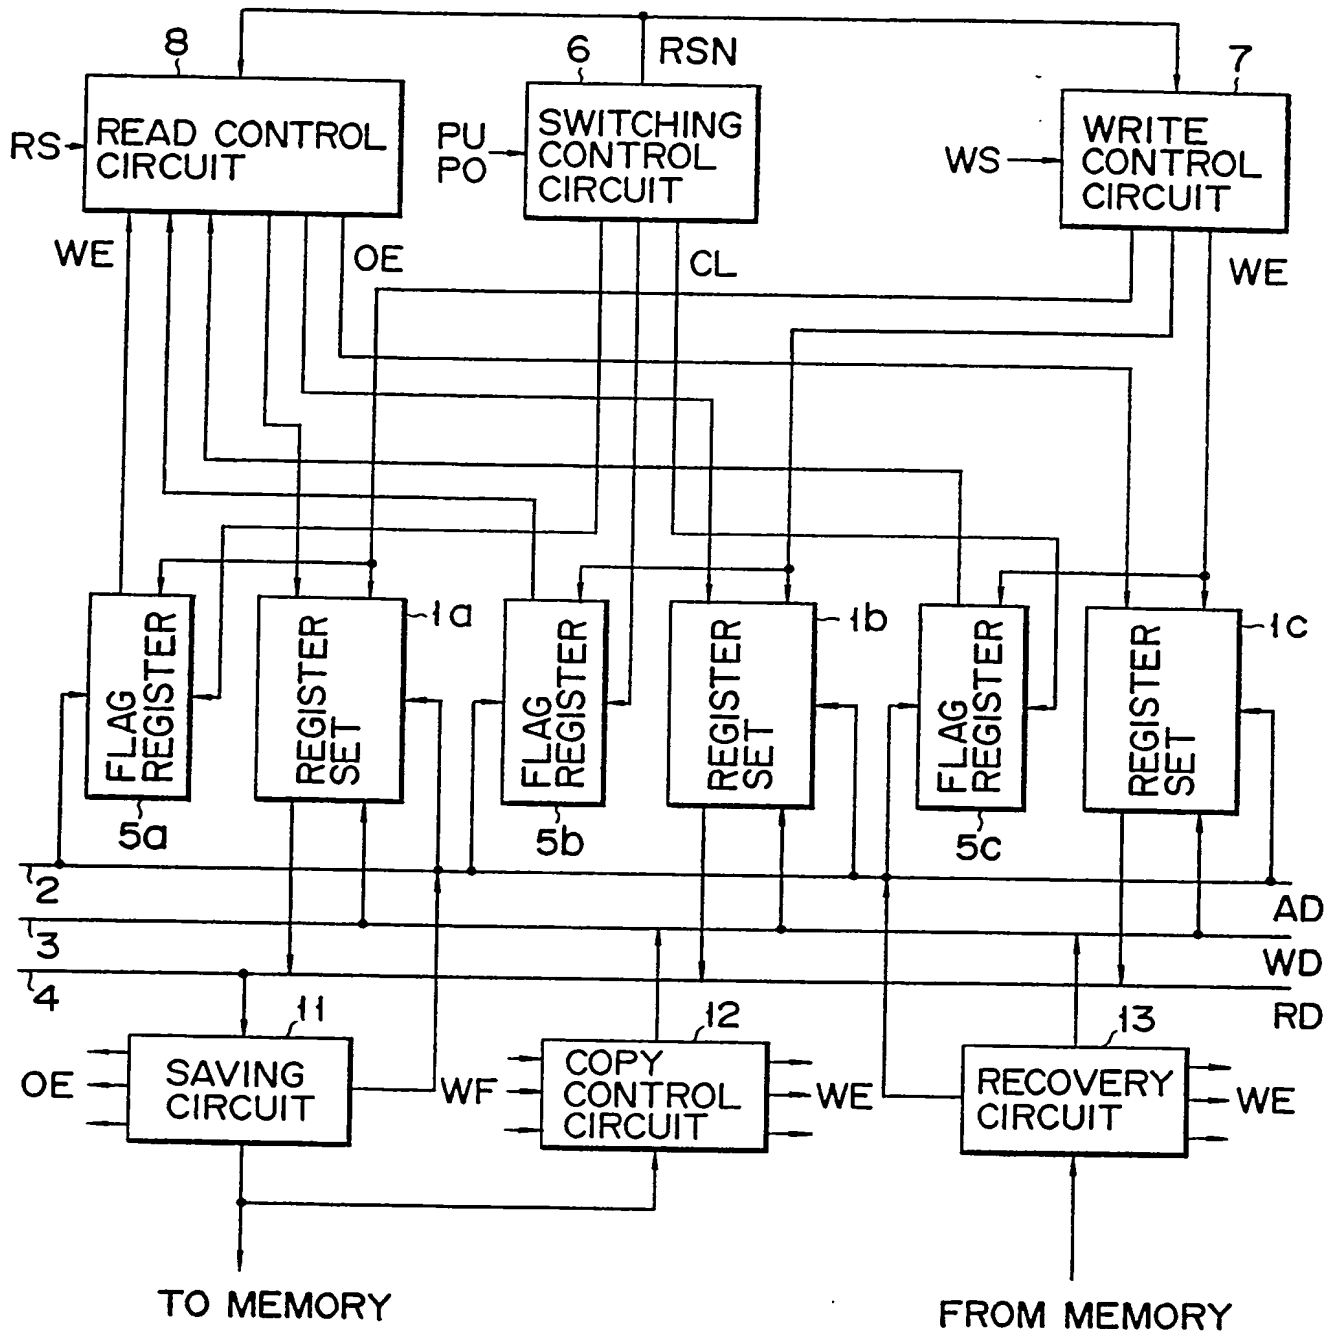 8
6
RSN
7
RS
READ CONTROL
CIRCUIT
PU
PO
SWITCHING
CONTROL
CIRCUIT
WS
WRITE
CONTROL
CIRCUIT
WE
OE
CL
WE
FLAG
REGISTER
5a
REGISTER
SET
1a
FLAG
REGISTER
5b
REGISTER
SET
1b
FLAG
REGISTER
5c
REGISTER
SET
1c
2
AD
3
WD
4
RD
11
12
13
OE
SAVING
CIRCUIT
WF
COPY
CONTROL
CIRCUIT
WE
RECOVERY
CIRCUIT
WE
TO MEMORY
FROM MEMORY